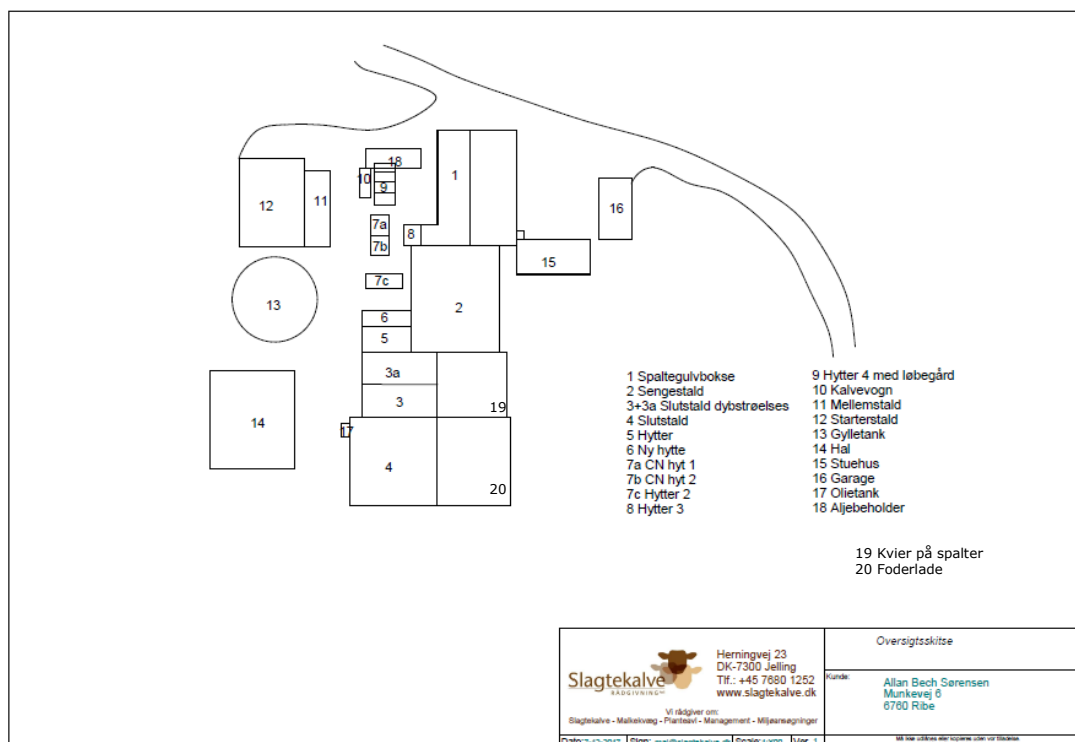 18
10
9
1
12
11
16
7a
8
7b
15
7c
13
6
2
5
3a
3
19
14
17
4
20
1 Spaltegulvbokse
2 Sengestald
3+3a Slutstald dybstrøelses
4 Slutstald
5 Hytter
6 Ny hytte
7a CN hyt 1
7b CN hyt 2
7c Hytter 2
8 Hytter 3
9 Hytter 4 med løbegård
10 Kalvevogn
11 Mellemstald
12 Starterstald
13 Gylletank
14 Hal
15 Stuehus
16 Garage
17 Olietank
18 Aljebeholder
19 Kvier på spalter
20 Foderlade
Slagtekalve
RÅDGIVNING
Herningvej 23
DK-7300 Jelling
Tlf.: +45 7680 1252
www.slagtekalve.dk
Vi rådgiver om:
Slagtekalve - Malkekvæg - Planteavl - Management - Miljøansøgninger
Oversigtsskitse
Kunde:
Allan Bech Sørensen
Munkevej 6
6760 Ribe